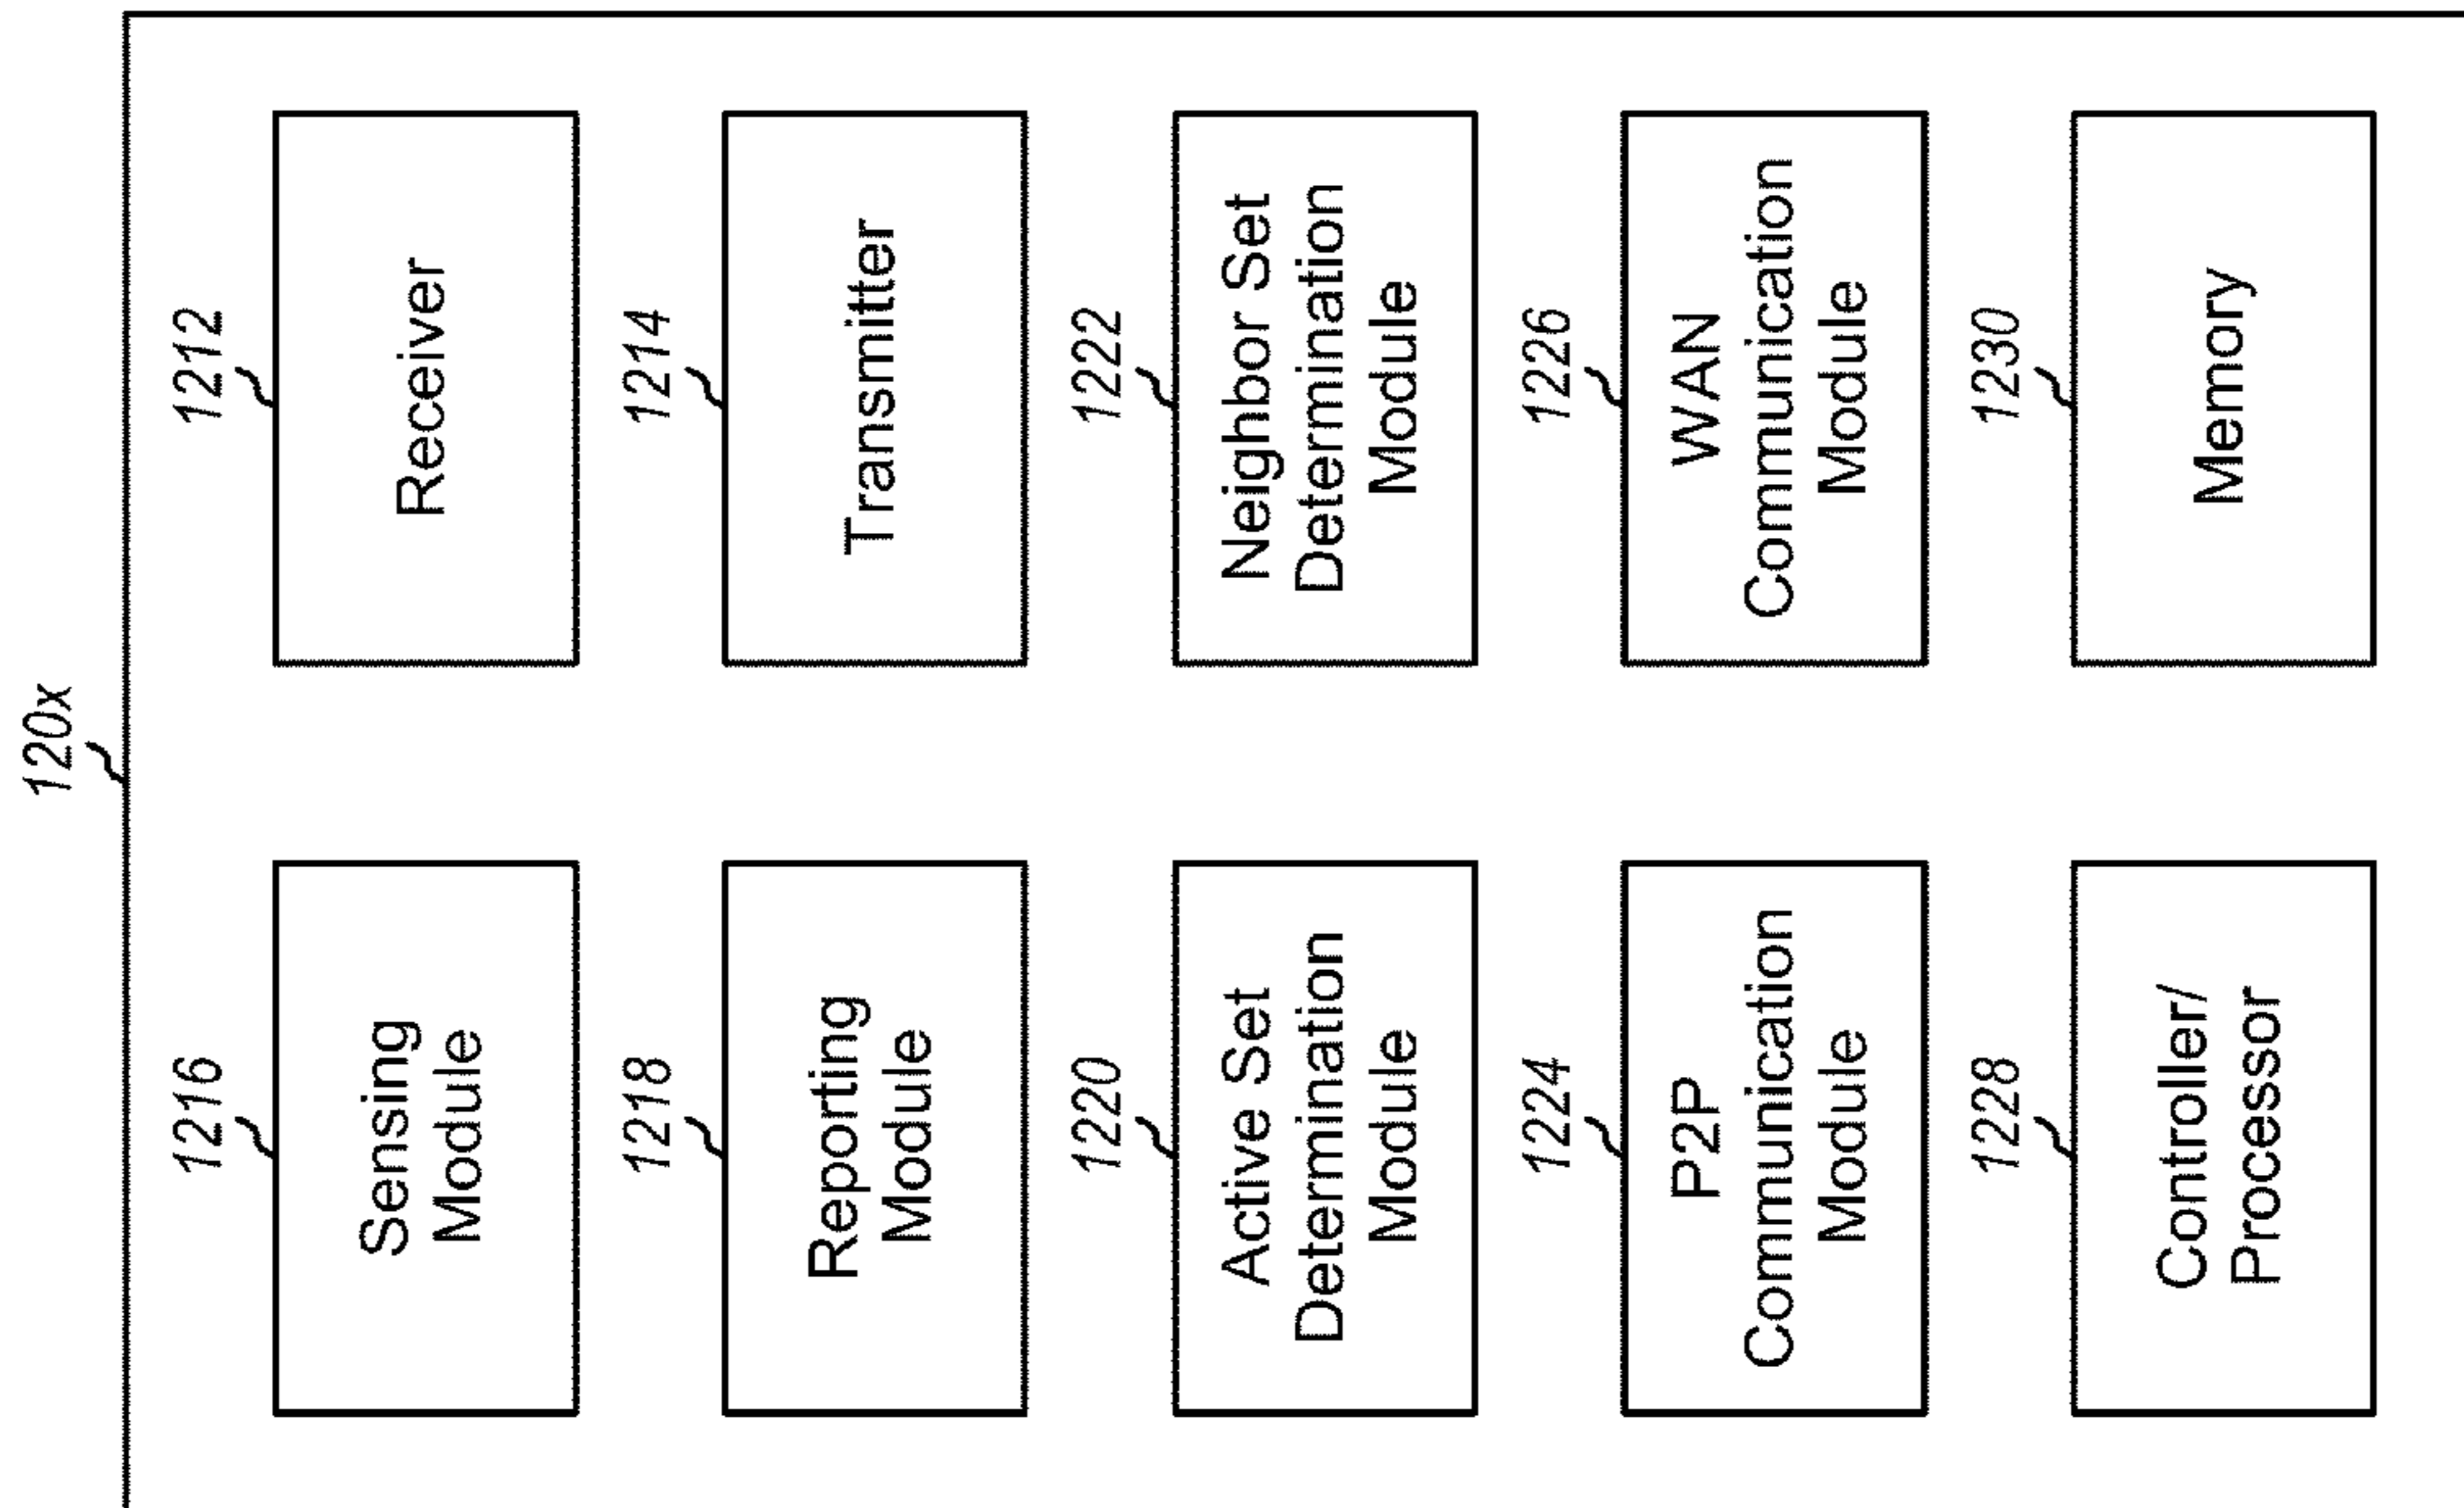 120x
1216
Sensing
Module
1212
Receiver
1218
Reporting
Module
1214
Transmitter
1220
Active Set
Determination
Module
1222
Neighbor Set
Determination
Module
1224
P2P
Communication
Module
1226
WAN
Communication
Module
1228
Controller/
Processor
1230
Memory